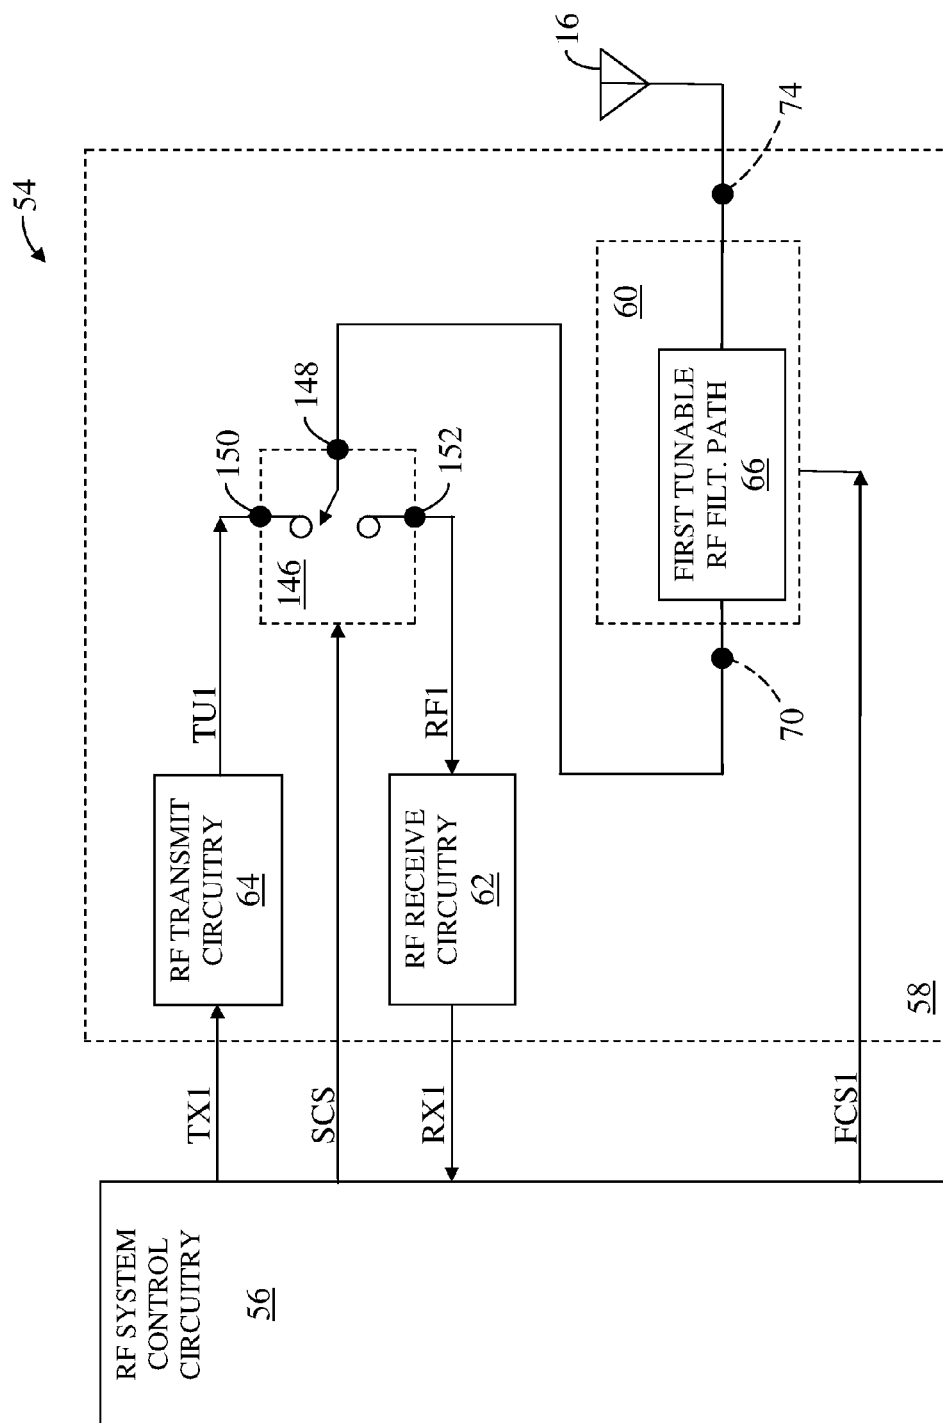 54
16
74
60
FIRST TUNABLE
RF FILT. PATH
66
70
148
150
152
146
TU1
RF1
RF TRANSMIT
CIRCUITRY
64
RF RECEIVE
CIRCUITRY
62
58
TX1
SCS
RX1
FCS1
RF SYSTEM
CONTROL
CIRCUITRY
56